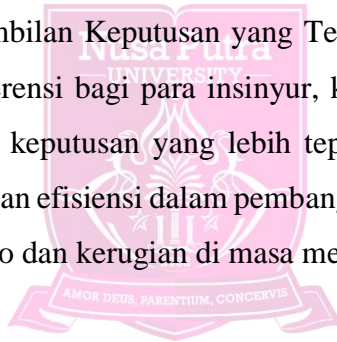 mbilan Keputusan yang Te
Nusa Putra
UNIVERSITY
erensi bagi para insinyur, k
keputusan yang lebih tep
an efisiensi dalam pembang
o dan kerugian di masa me
AMOR DEUS, PARENTIUM, CONCERVIS